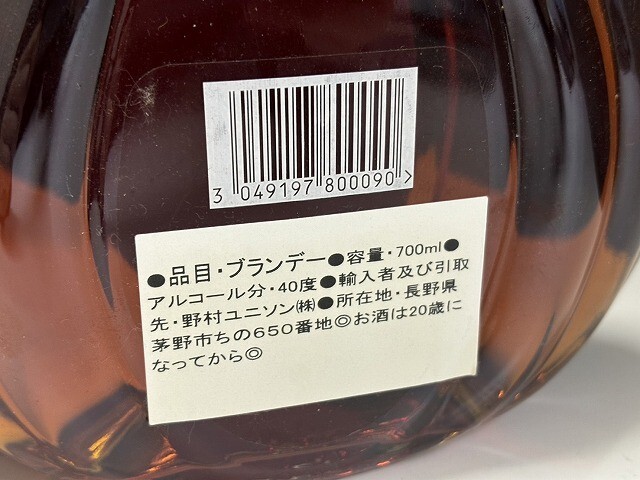 3 049197 800090 >
●品目・ブランデー●容量・700ml●
アルコール分・40度●輸入者及び引取
先・野村ユニソン㈱●所在地・長野県
茅野市ちの650番地◎お酒は20歳に
なってから◎